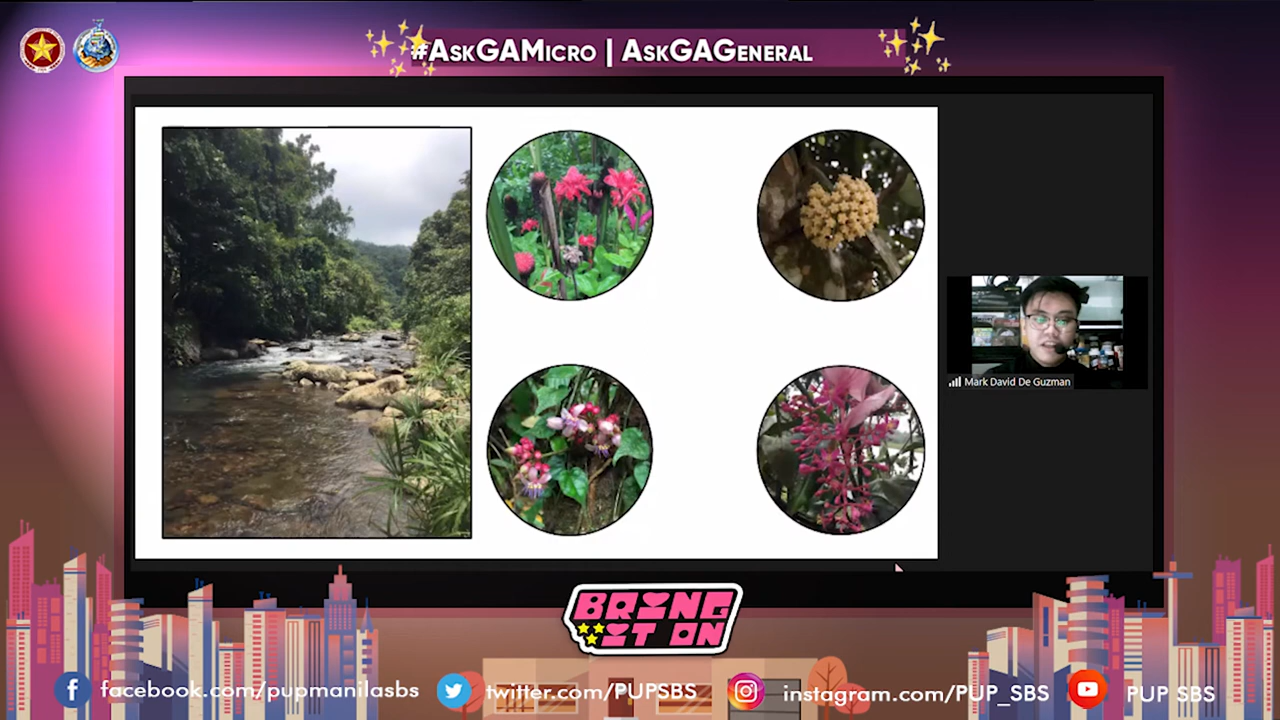 #AskGAMicro | AskGAGeneral
Mark David De Guzman
BRING
IT ON
facebook.com/pupmanilasbs
twitter.com/PUPSBS
instagram.com/PUP_SBS
PUP SBS